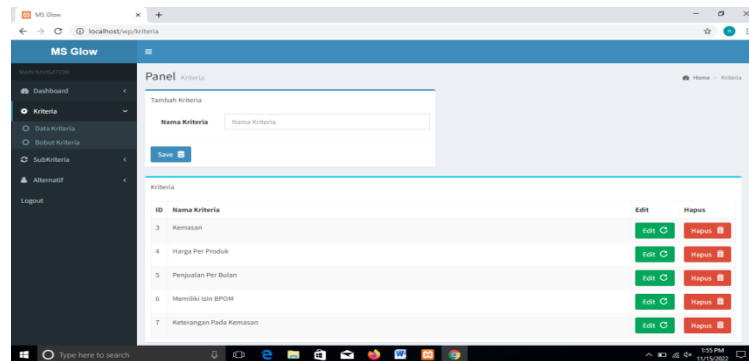 MS Glow
localhost/wp/kriteria
MS Glow
MAIN NAVIGATION
Dashboard
Kriteria
Data Kriteria
Bobot Kriteria
SubKriteria
Alternatif
Logout
Panel Kriteria
Home > Kriteria
Tambah Kriteria
Nama Kriteria Nama Kriteria
Save
Kriteria
ID Nama Kriteria Edit Hapus
3 Kemasan Edit Hapus
4 Harga Per Produk Edit Hapus
5 Penjualan Per Bulan Edit Hapus
6 Memiliki Izin BPOM Edit Hapus
7 Keterangan Pada Kemasan Edit Hapus
Type here to search
1:55 PM
11/15/2022